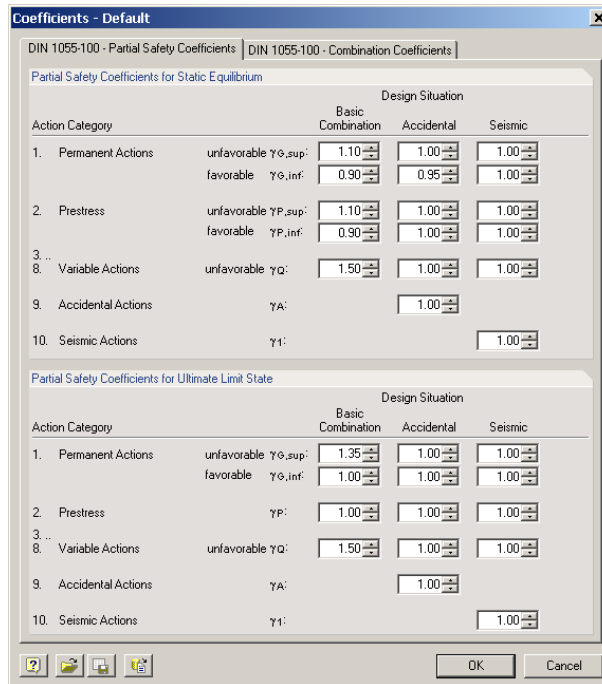 Coefficients - Default
DIN 1055-100 - Partial Safety Coefficients DIN 1055-100 - Combination Coefficients
Partial Safety Coefficients for Static Equilibrium
Design Situation
Basic
Action Category Combination Accidental Seismic
1. Permanent Actions unfavorable γG,sup: 1.10 1.00 1.00
favorable γG,inf: 0.90 0.95 1.00
2. Prestress unfavorable γP,sup: 1.10 1.00 1.00
favorable γP,inf: 0.90 1.00 1.00
3. ..
8. Variable Actions unfavorable γQ: 1.50 1.00 1.00
9. Accidental Actions γA: 1.00
10. Seismic Actions γ1: 1.00
Partial Safety Coefficients for Ultimate Limit State
Design Situation
Basic
Action Category Combination Accidental Seismic
1. Permanent Actions unfavorable γG,sup: 1.35 1.00 1.00
favorable γG,inf: 1.00 1.00 1.00
2. Prestress γP: 1.00 1.00 1.00
3. ..
8. Variable Actions unfavorable γQ: 1.50 1.00 1.00
9. Accidental Actions γA: 1.00
10. Seismic Actions γ1: 1.00
OK Cancel